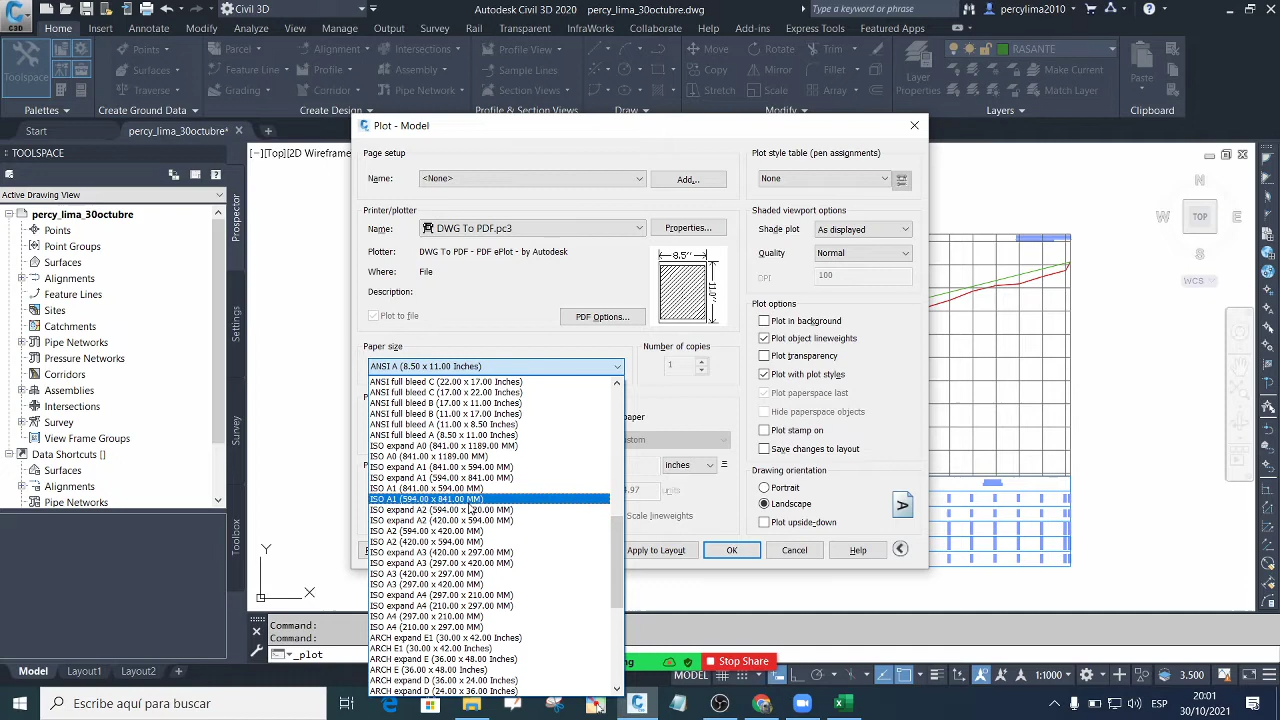 C3D
Civil 3D
Autodesk Civil 3D 2020 percy_lima_30octubre.dwg
Type a keyword or phrase
percylima2010
Home Insert Annotate Modify Analyze View Manage Output Survey Rail Transparent InfraWorks Collaborate Help Add-ins Express Tools Featured Apps
Toolspace
Points
Surfaces
Traverse
Parcel
Feature Line
Grading
Alignment
Profile
Corridor
Intersections
Assembly
Pipe Network
Profile View
Sample Lines
Section Views
Move
Copy
Stretch
Rotate
Mirror
Scale
Trim
Fillet
Array
Layer Properties
RASANTE
Make Current
Match Layer
Paste
Palettes Create Ground Data Create Design Profile & Section Views Draw Modify Layers Clipboard
Start
percy_lima_30octubre*
TOOLSPACE
Active Drawing View
percy_lima_30octubre
Points
Point Groups
Surfaces
Alignments
Feature Lines
Sites
Catchments
Pipe Networks
Pressure Networks
Corridors
Assemblies
Intersections
Survey
View Frame Groups
Data Shortcuts []
Surfaces
Alignments
Pipe Networks
Prospector
Settings
Survey
Toolbox
[−][Top][2D Wireframe
Plot - Model
Page setup
Name:
<None>
Add...
Printer/plotter
Name:
DWG To PDF.pc3
Properties...
Plotter:
DWG To PDF - PDF ePlot - by Autodesk
Where:
File
Description:
Plot to file
PDF Options...
8.5''
11.0''
Paper size
ANSI A (8.50 x 11.00 Inches)
Number of copies
1
ANSI full bleed C (22.00 x 17.00 Inches)
ANSI full bleed C (17.00 x 22.00 Inches)
ANSI full bleed B (17.00 x 11.00 Inches)
ANSI full bleed B (11.00 x 17.00 Inches)
ANSI full bleed A (11.00 x 8.50 Inches)
ANSI full bleed A (8.50 x 11.00 Inches)
ISO expand A0 (841.00 x 1189.00 MM)
ISO A0 (841.00 x 1189.00 MM)
ISO expand A1 (841.00 x 594.00 MM)
ISO expand A1 (594.00 x 841.00 MM)
ISO A1 (841.00 x 594.00 MM)
ISO A1 (594.00 x 841.00 MM)
ISO expand A2 (594.00 x 420.00 MM)
ISO expand A2 (420.00 x 594.00 MM)
ISO A2 (594.00 x 420.00 MM)
ISO A2 (420.00 x 594.00 MM)
ISO expand A3 (420.00 x 297.00 MM)
ISO expand A3 (297.00 x 420.00 MM)
ISO A3 (420.00 x 297.00 MM)
ISO A3 (297.00 x 420.00 MM)
ISO expand A4 (297.00 x 210.00 MM)
ISO expand A4 (210.00 x 297.00 MM)
ISO A4 (297.00 x 210.00 MM)
ISO A4 (210.00 x 297.00 MM)
ARCH expand E1 (30.00 x 42.00 Inches)
ARCH E1 (30.00 x 42.00 Inches)
ARCH expand E (36.00 x 48.00 Inches)
ARCH E (36.00 x 48.00 Inches)
ARCH expand D (36.00 x 24.00 Inches)
ARCH expand D (24.00 x 36.00 Inches)
paper
ustom
inches
=
4.97
units
Scale lineweights
Plot style table (pen assignments)
None
Shaded viewport options
Shade plot
As displayed
Quality
Normal
DPI
100
Plot options
Plot in background
Plot object lineweights
Plot transparency
Plot with plot styles
Plot paperspace last
Hide paperspace objects
Plot stamp on
Save changes to layout
Drawing orientation
Portrait
Landscape
Plot upside-down
A
Apply to Layout
OK
Cancel
Help
N
W
TOP
E
S
WCS
Y
X
Command:
Command:
_plot
Model Layout1 Layout2
ng
Stop Share
MODEL
1:1000
3.500
Escribe aquí para buscar
ESP
20:01
30/10/2021